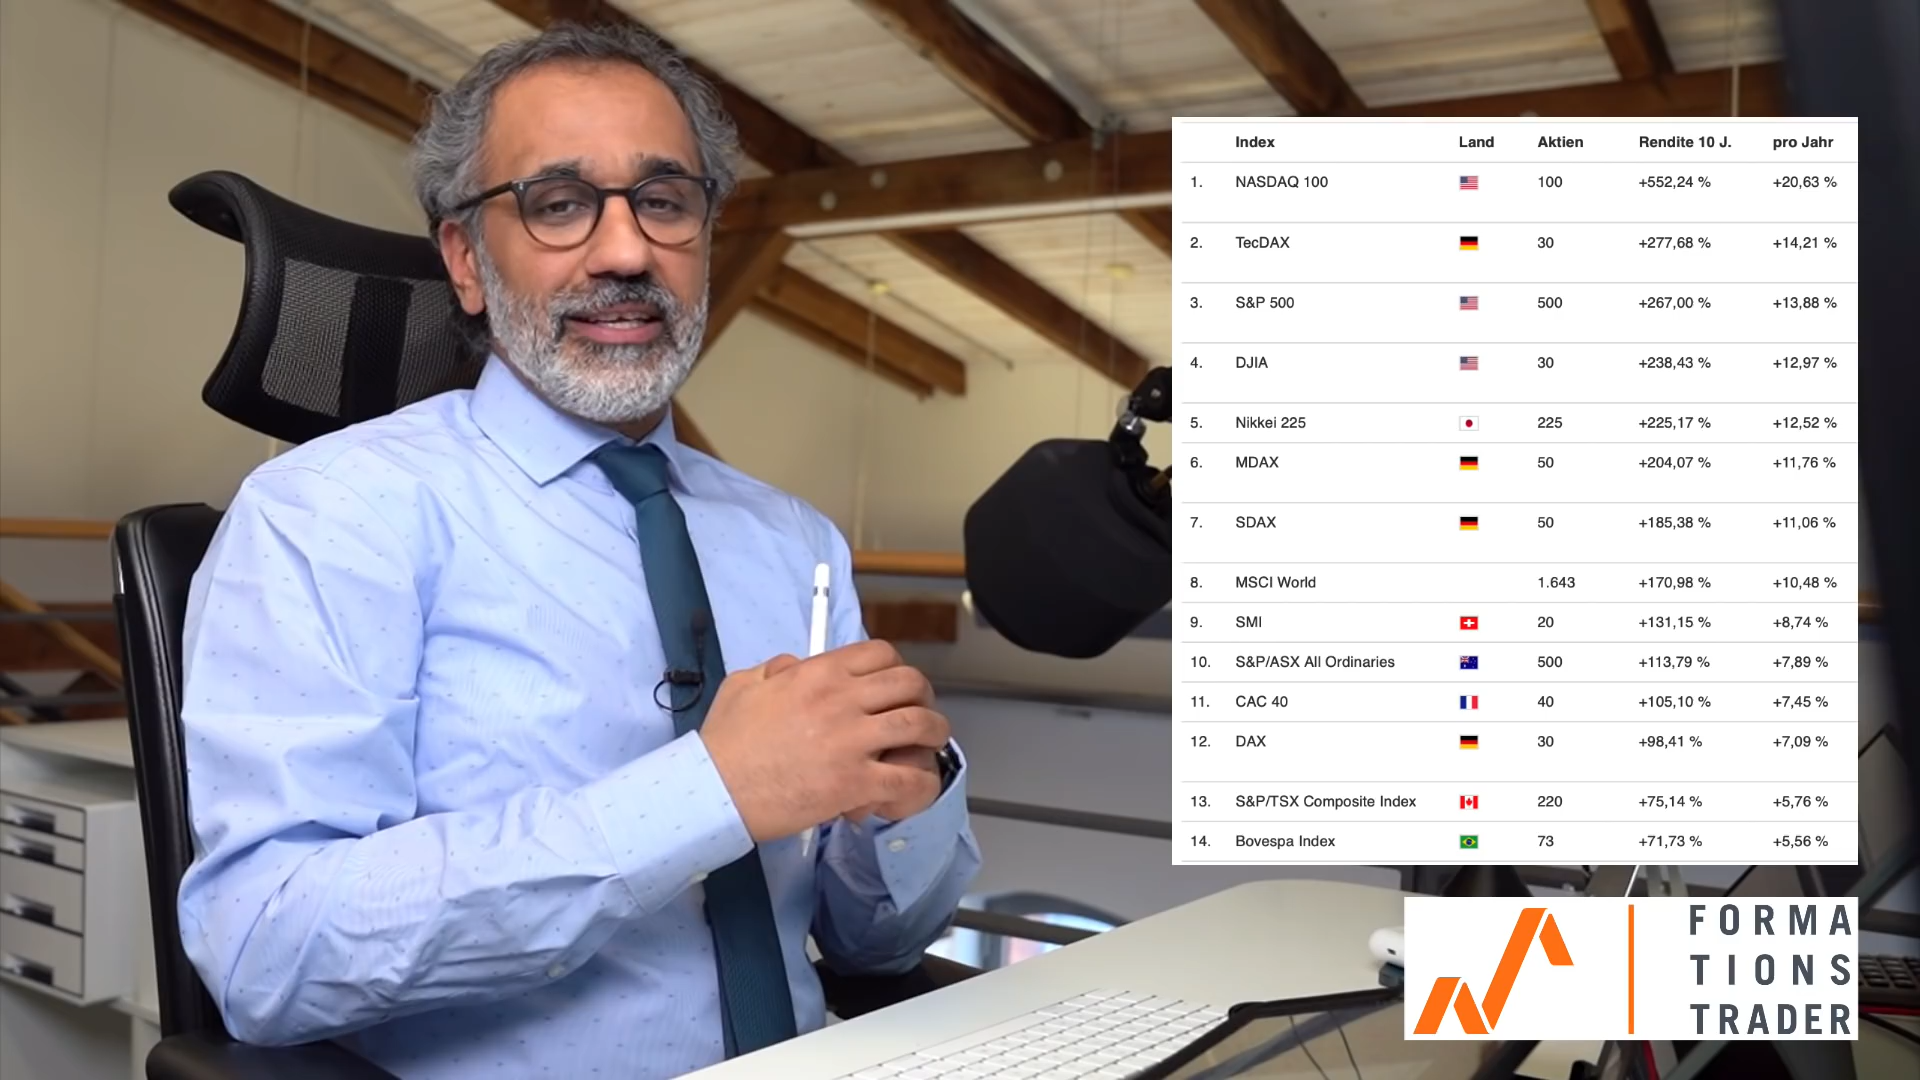 Index Land Aktien Rendite 10 J. pro Jahr
1. NASDAQ 100 100 +552,24 % +20,63 %
2. TecDAX 30 +277,68 % +14,21 %
3. S&P 500 500 +267,00 % +13,88 %
4. DJIA 30 +238,43 % +12,97 %
5. Nikkei 225 225 +225,17 % +12,52 %
6. MDAX 50 +204,07 % +11,76 %
7. SDAX 50 +185,38 % +11,06 %
8. MSCI World 1.643 +170,98 % +10,48 %
9. SMI 20 +131,15 % +8,74 %
10. S&P/ASX All Ordinaries 500 +113,79 % +7,89 %
11. CAC 40 40 +105,10 % +7,45 %
12. DAX 30 +98,41 % +7,09 %
13. S&P/TSX Composite Index 220 +75,14 % +5,76 %
14. Bovespa Index 73 +71,73 % +5,56 %
FORMA
TIONS
TRADER